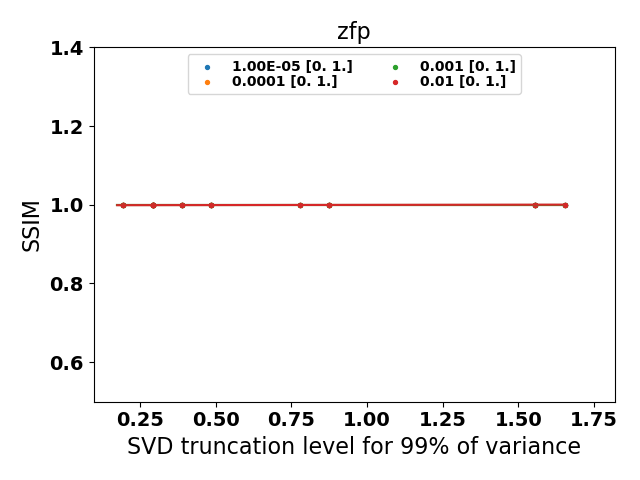 zfp
1.00E-05 [0. 1.]
0.0001 [0. 1.]
0.001 [0. 1.]
0.01 [0. 1.]
1.4
1.2
1.0
0.8
0.6
SSIM
0.25 0.50 0.75 1.00 1.25 1.50 1.75
SVD truncation level for 99% of variance